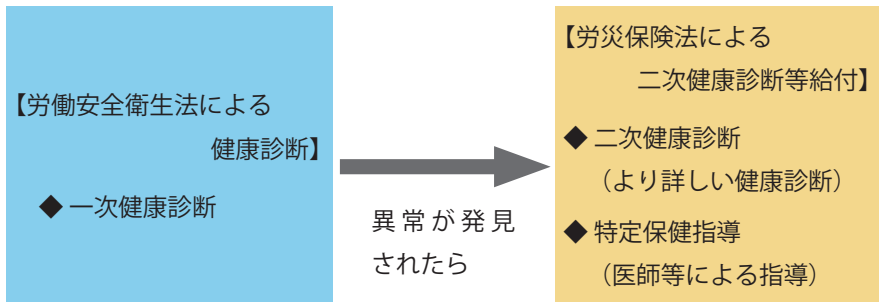 【労働安全衛生法による
健康診断】
◆ 一次健康診断
異常が発見
されたら
【労災保険法による
二次健康診断等給付】
◆ 二次健康診断
（より詳しい健康診断）
◆ 特定保健指導
（医師等による指導）